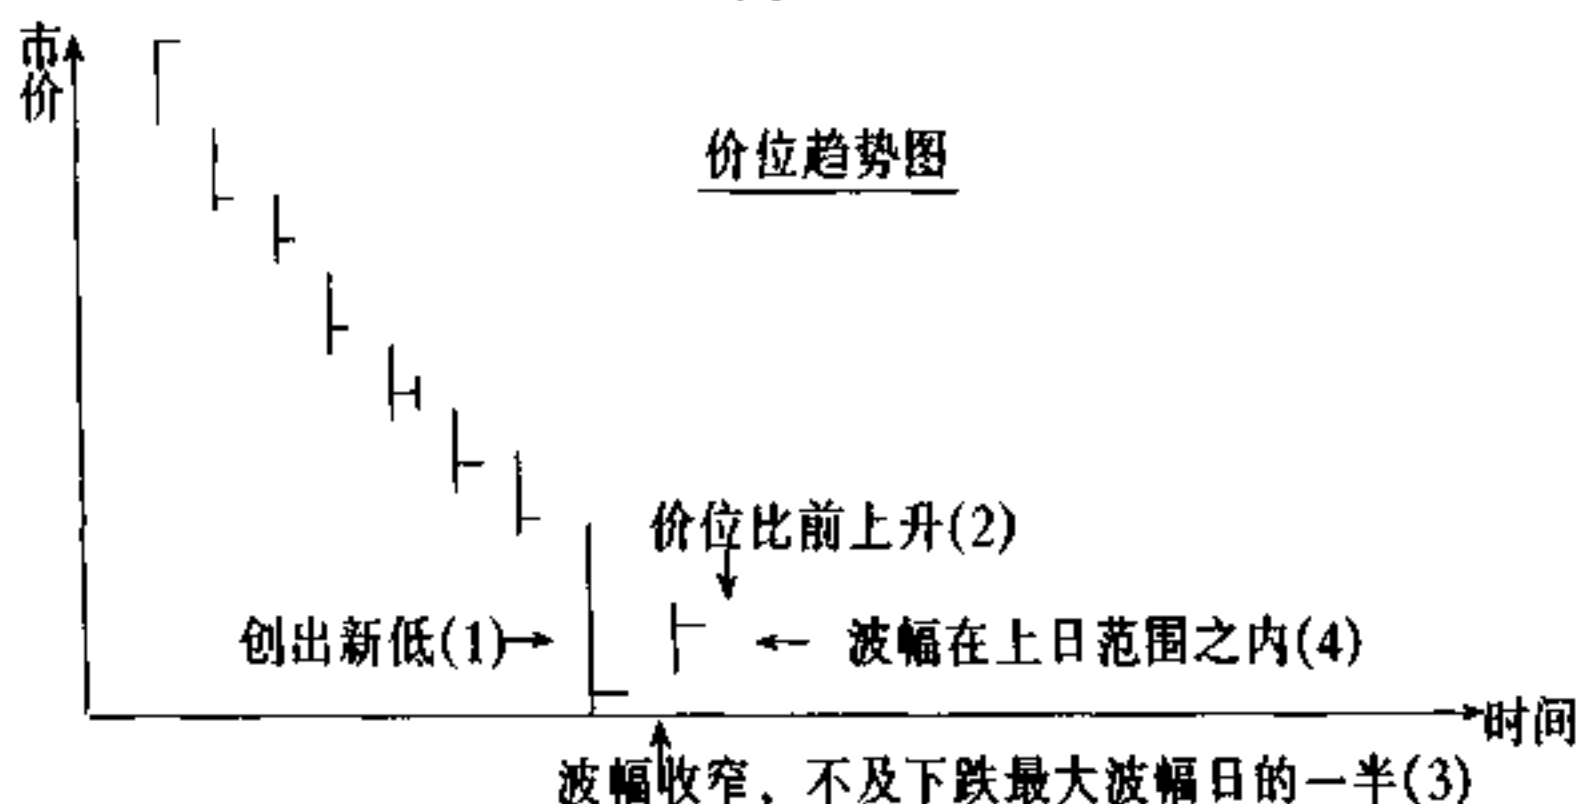 市价
价位趋势图
价位比前上升(2)
创出新低(1)
波幅在上日范围之内(4)
时间
波幅收窄，不及下跌最大波幅日的一半(3)